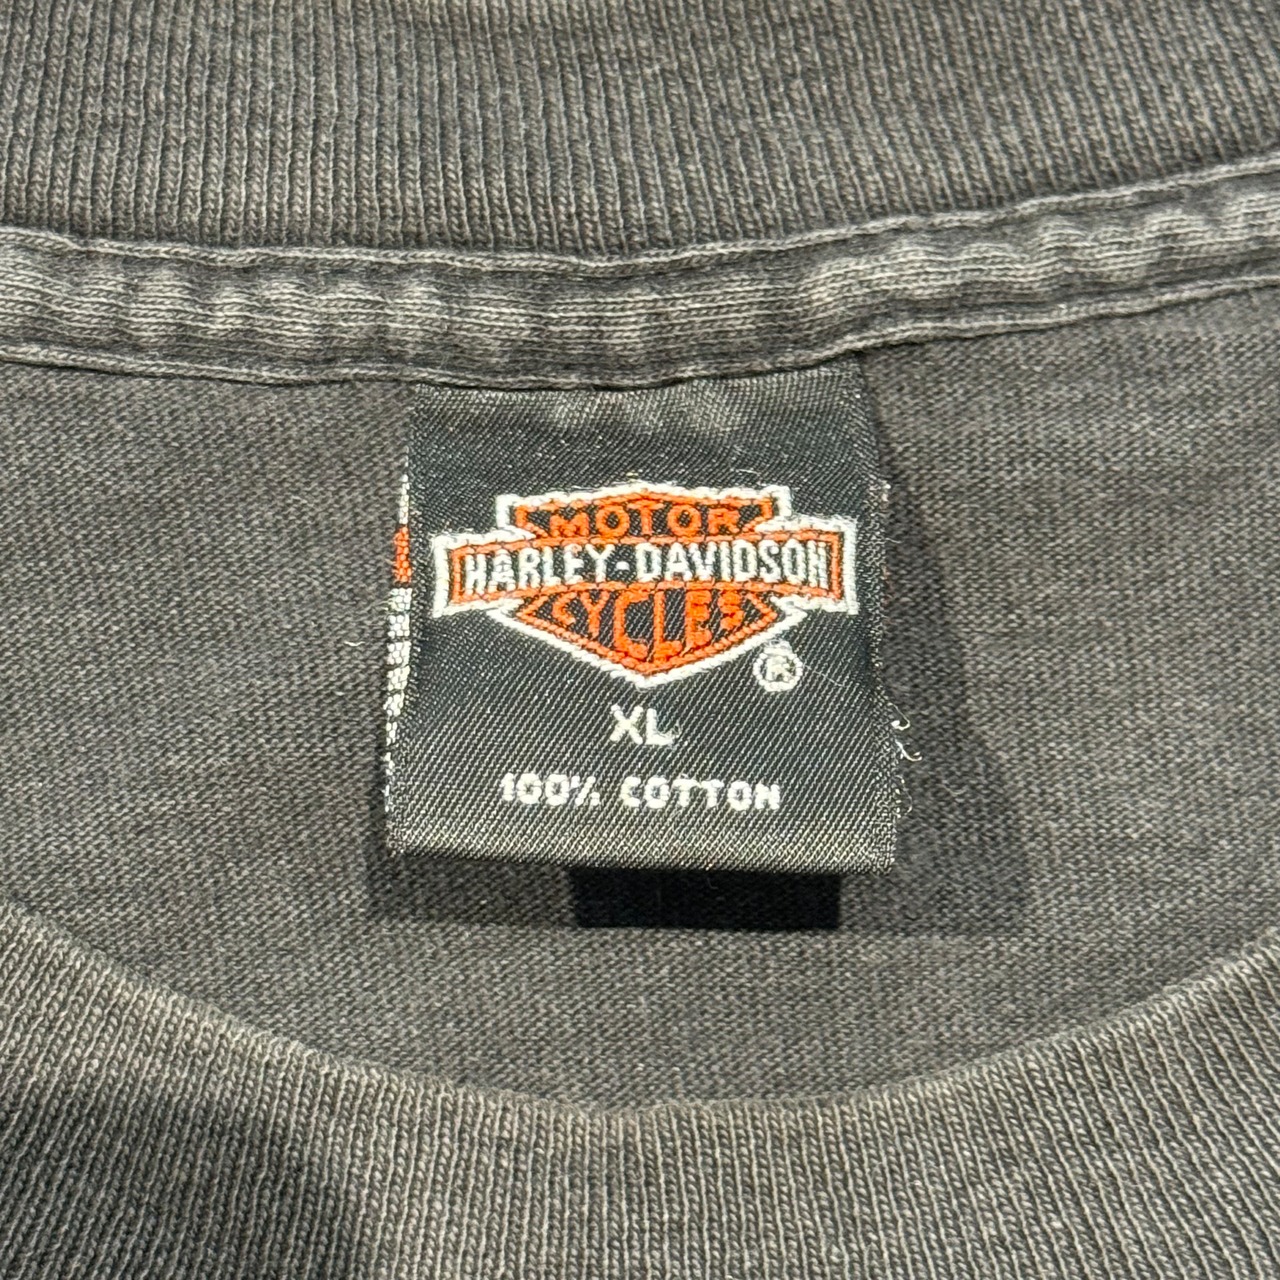 MOTOR
HARLEY-DAVIDSON
CYCLES
®
XL
100% COTTON